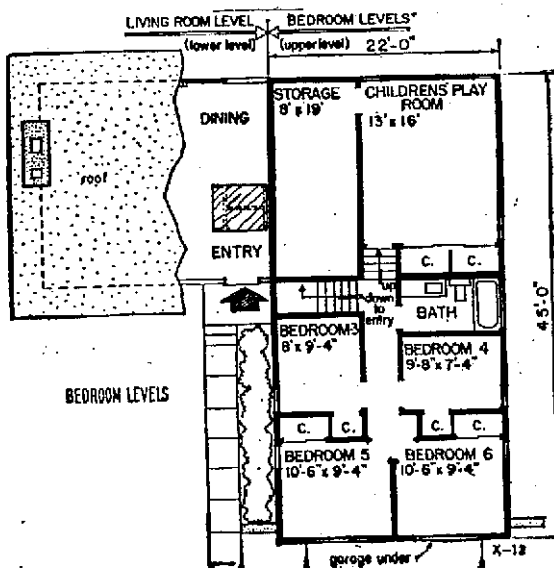 LIVING ROOM LEVEL
(lower level)
BEDROOM LEVELS"
(upper level)
22'-0"
STORAGE
8' x 19'
CHILDRENS' PLAY
ROOM
13' x 16'
DINING
roof
ENTRY
C. C.
up
down
to
entry
BATH
45'-0"
BEDROOM 3
8' x 9'-4"
BEDROOM 4
9'-8" x 7'-4"
BEDROOM LEVELS
C. C. C. C.
BEDROOM 5
10'-6" x 9'-4"
BEDROOM 6
10'-6" x 9'-4"
garage under
X-12